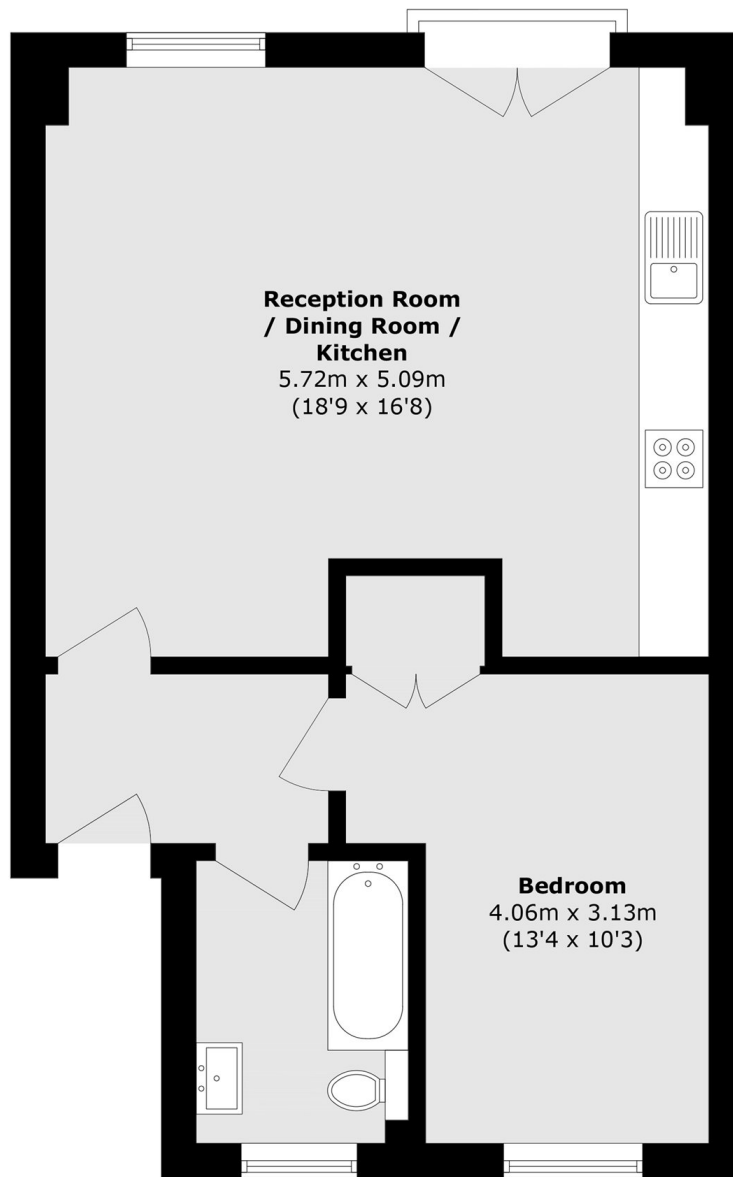 Reception Room
/ Dining Room /
Kitchen
5.72m x 5.09m
(18'9 x 16'8)
Bedroom
4.06m x 3.13m
(13'4 x 10'3)